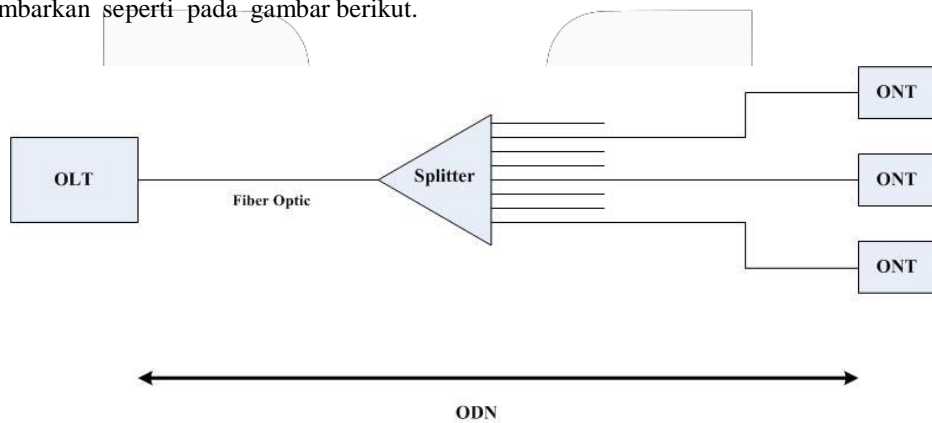 mbarkan seperti pada gambar berikut.
ONT
OLT
Splitter
ONT
Fiber Optic
ONT
ODN